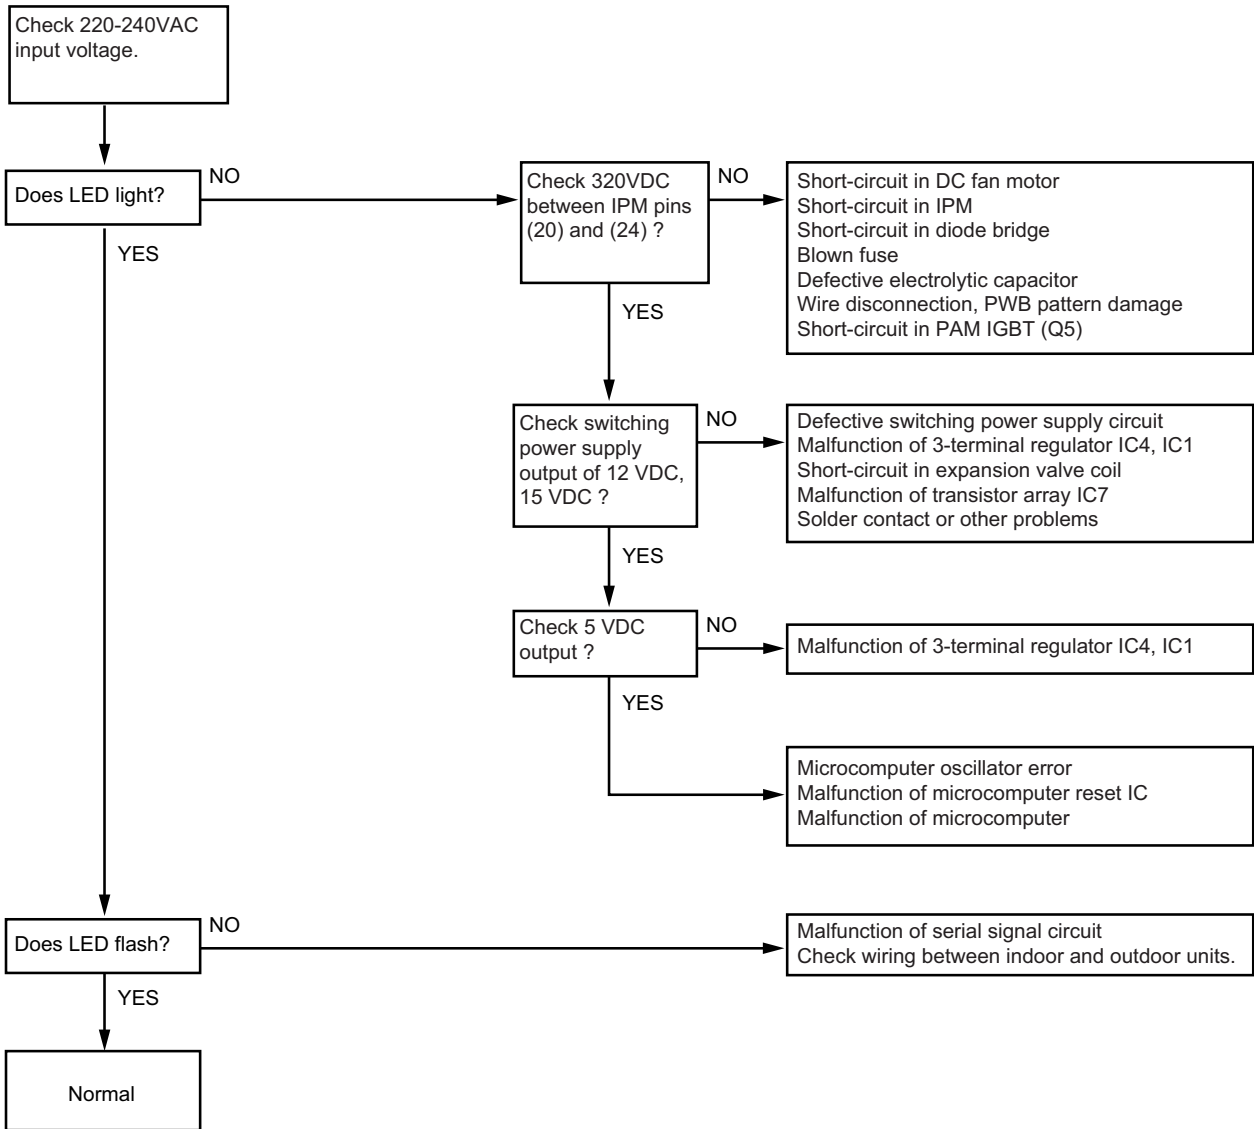 Check 220-240VAC
input voltage.
Does LED light?
NO
YES
Check 320VDC
between IPM pins
(20) and (24) ?
NO
YES
Short-circuit in DC fan motor
Short-circuit in IPM
Short-circuit in diode bridge
Blown fuse
Defective electrolytic capacitor
Wire disconnection, PWB pattern damage
Short-circuit in PAM IGBT (Q5)
Check switching
power supply
output of 12 VDC,
15 VDC ?
NO
YES
Defective switching power supply circuit
Malfunction of 3-terminal regulator IC4, IC1
Short-circuit in expansion valve coil
Malfunction of transistor array IC7
Solder contact or other problems
Check 5 VDC
output ?
NO
YES
Malfunction of 3-terminal regulator IC4, IC1
Microcomputer oscillator error
Malfunction of microcomputer reset IC
Malfunction of microcomputer
Does LED flash?
NO
YES
Malfunction of serial signal circuit
Check wiring between indoor and outdoor units.
Normal